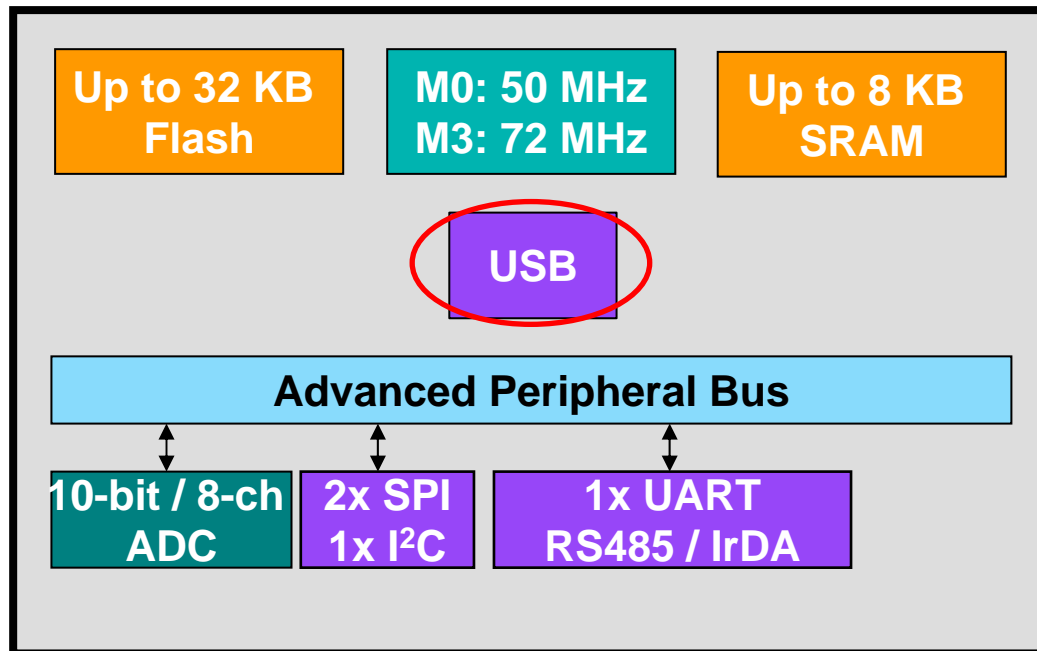 Up to 32 KB
Flash
M0: 50 MHz
M3: 72 MHz
Up to 8 KB
SRAM
USB
Advanced Peripheral Bus
10-bit / 8-ch
ADC
2x SPI
1x I²C
1x UART
RS485 / IrDA